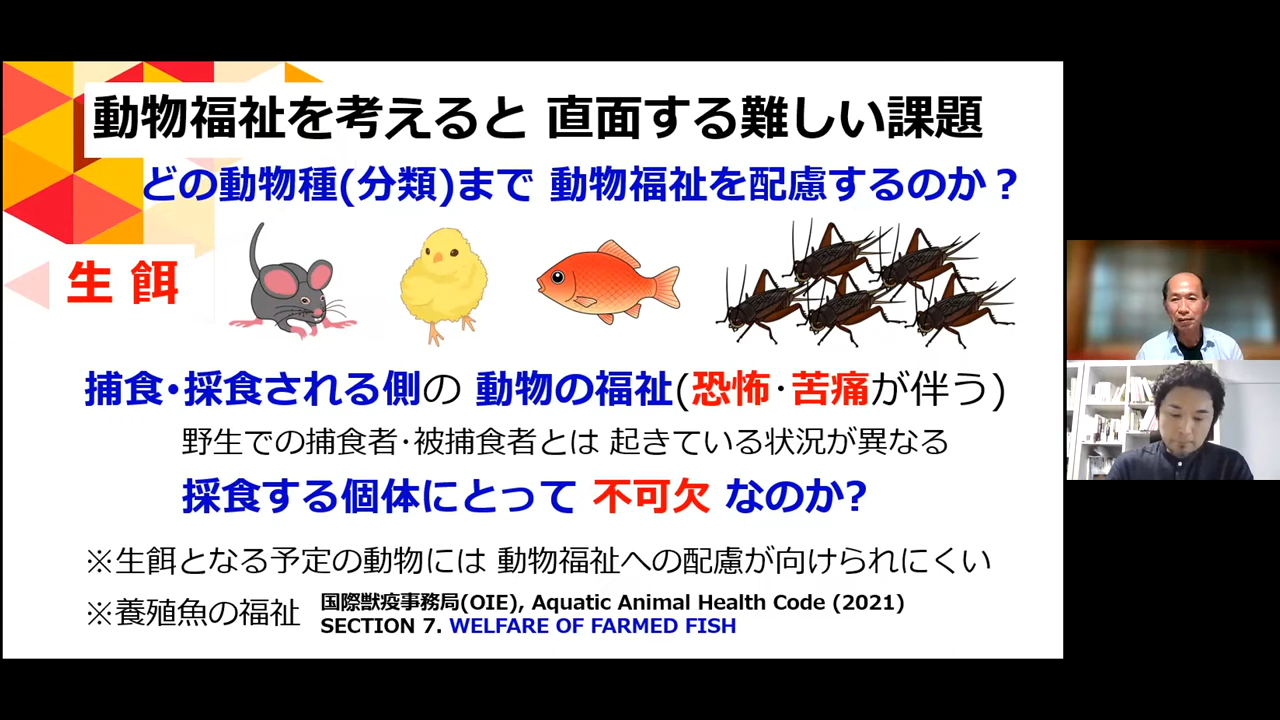 動物福祉を考えると 直面する難しい課題
どの動物種(分類)まで 動物福祉を配慮するのか？
生 餌
捕食・採食される側の 動物の福祉(恐怖・苦痛が伴う)
野生での捕食者・被捕食者とは 起きている状況が異なる
採食する個体にとって 不可欠 なのか?
※生餌となる予定の動物には 動物福祉への配慮が向けられにくい
※養殖魚の福祉
国際獣疫事務局(OIE), Aquatic Animal Health Code (2021)
SECTION 7. WELFARE OF FARMED FISH